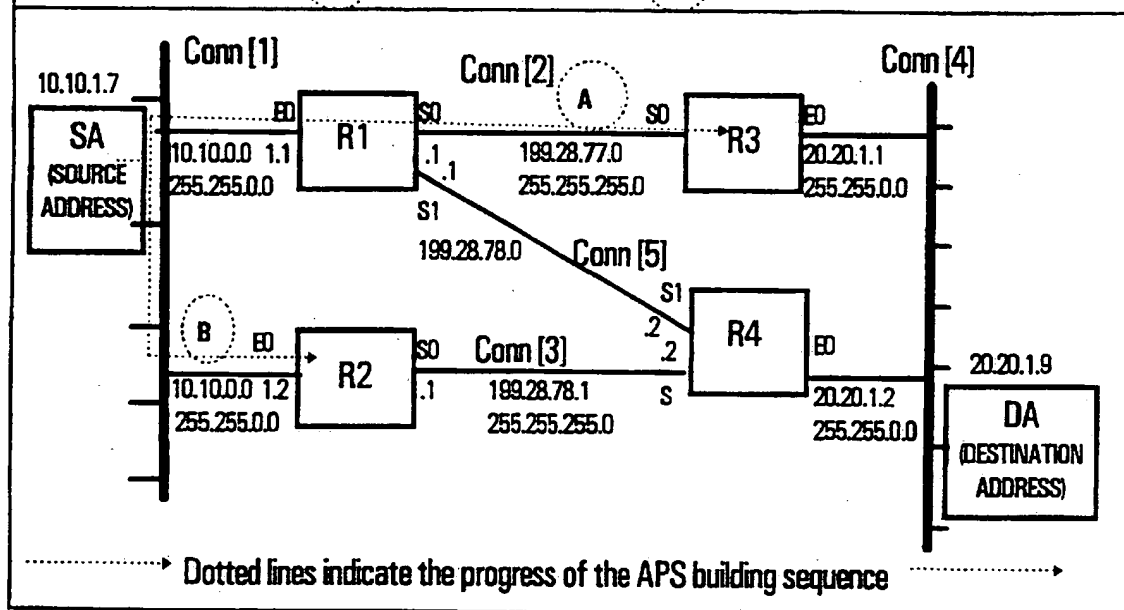 Conn [1]
Conn [2]
Conn [4]
10.10.1.7
SA
(SOURCE
ADDRESS)
E0
R1
S0
A
S0
R3
E0
10.10.0.0 1.1
255.255.0.0
.1
.1
S1
199.28.77.0
255.255.255.0
20.20.1.1
255.255.0.0
199.28.78.0
Conn [5]
S1
.2
.2
S
R4
E0
B
E0
R2
S0
Conn [3]
10.10.0.0 1.2
255.255.0.0
.1
199.28.78.1
255.255.255.0
20.20.1.2
255.255.0.0
20.20.1.9
DA
(DESTINATION
ADDRESS)
Dotted lines indicate the progress of the APS building sequence